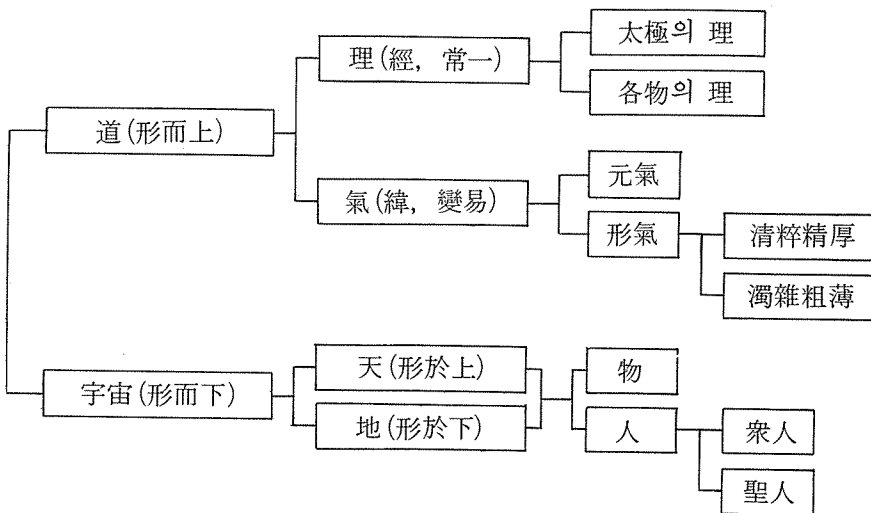 太極의 理
理(經, 常一)
各物의 理
道(形而上)
元氣
氣(緯, 變易)
形氣
淸粹精厚
濁雜粗薄
天(形於上)
物
宇宙(形而下)
地(形於下)
人
衆人
聖人